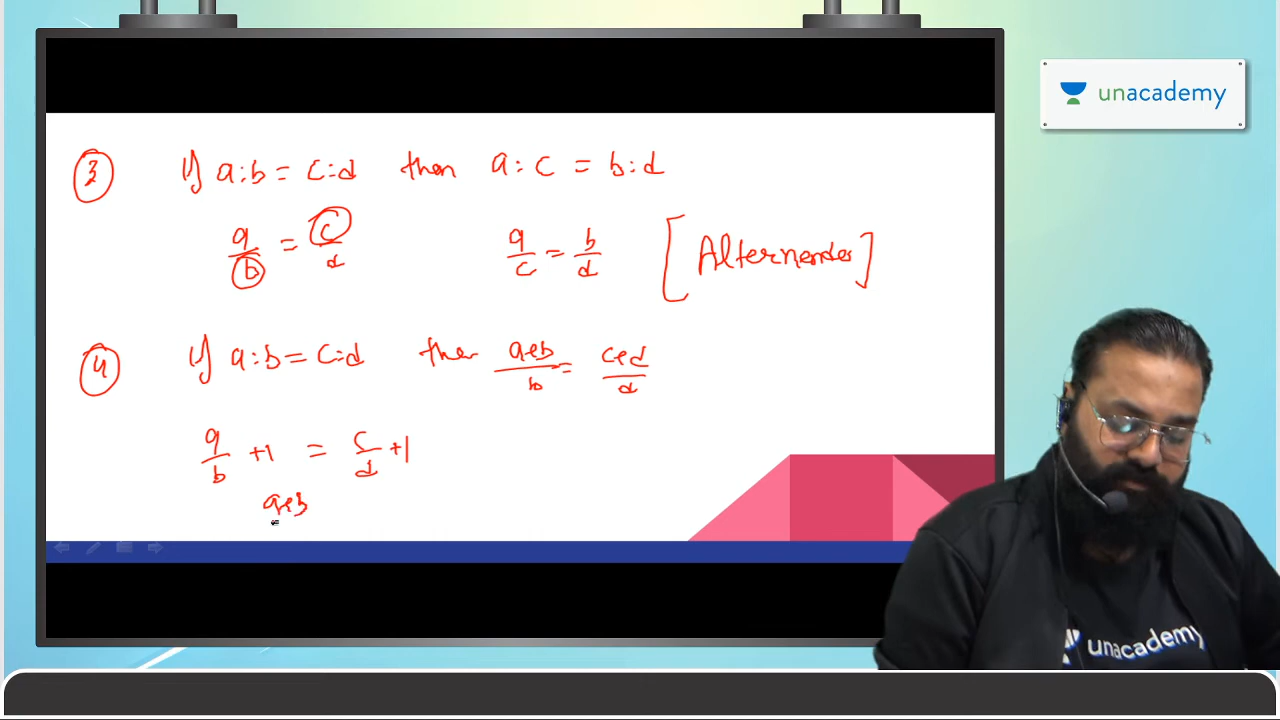 unacademy
③ If a:b = c:d then a:c = b:d
a/b = c/d a/c = b/d [Alternendo]
④ If a:b = c:d then a+b/b = c+d/d
a/b +1 = c/d +1
a+b
unacademy